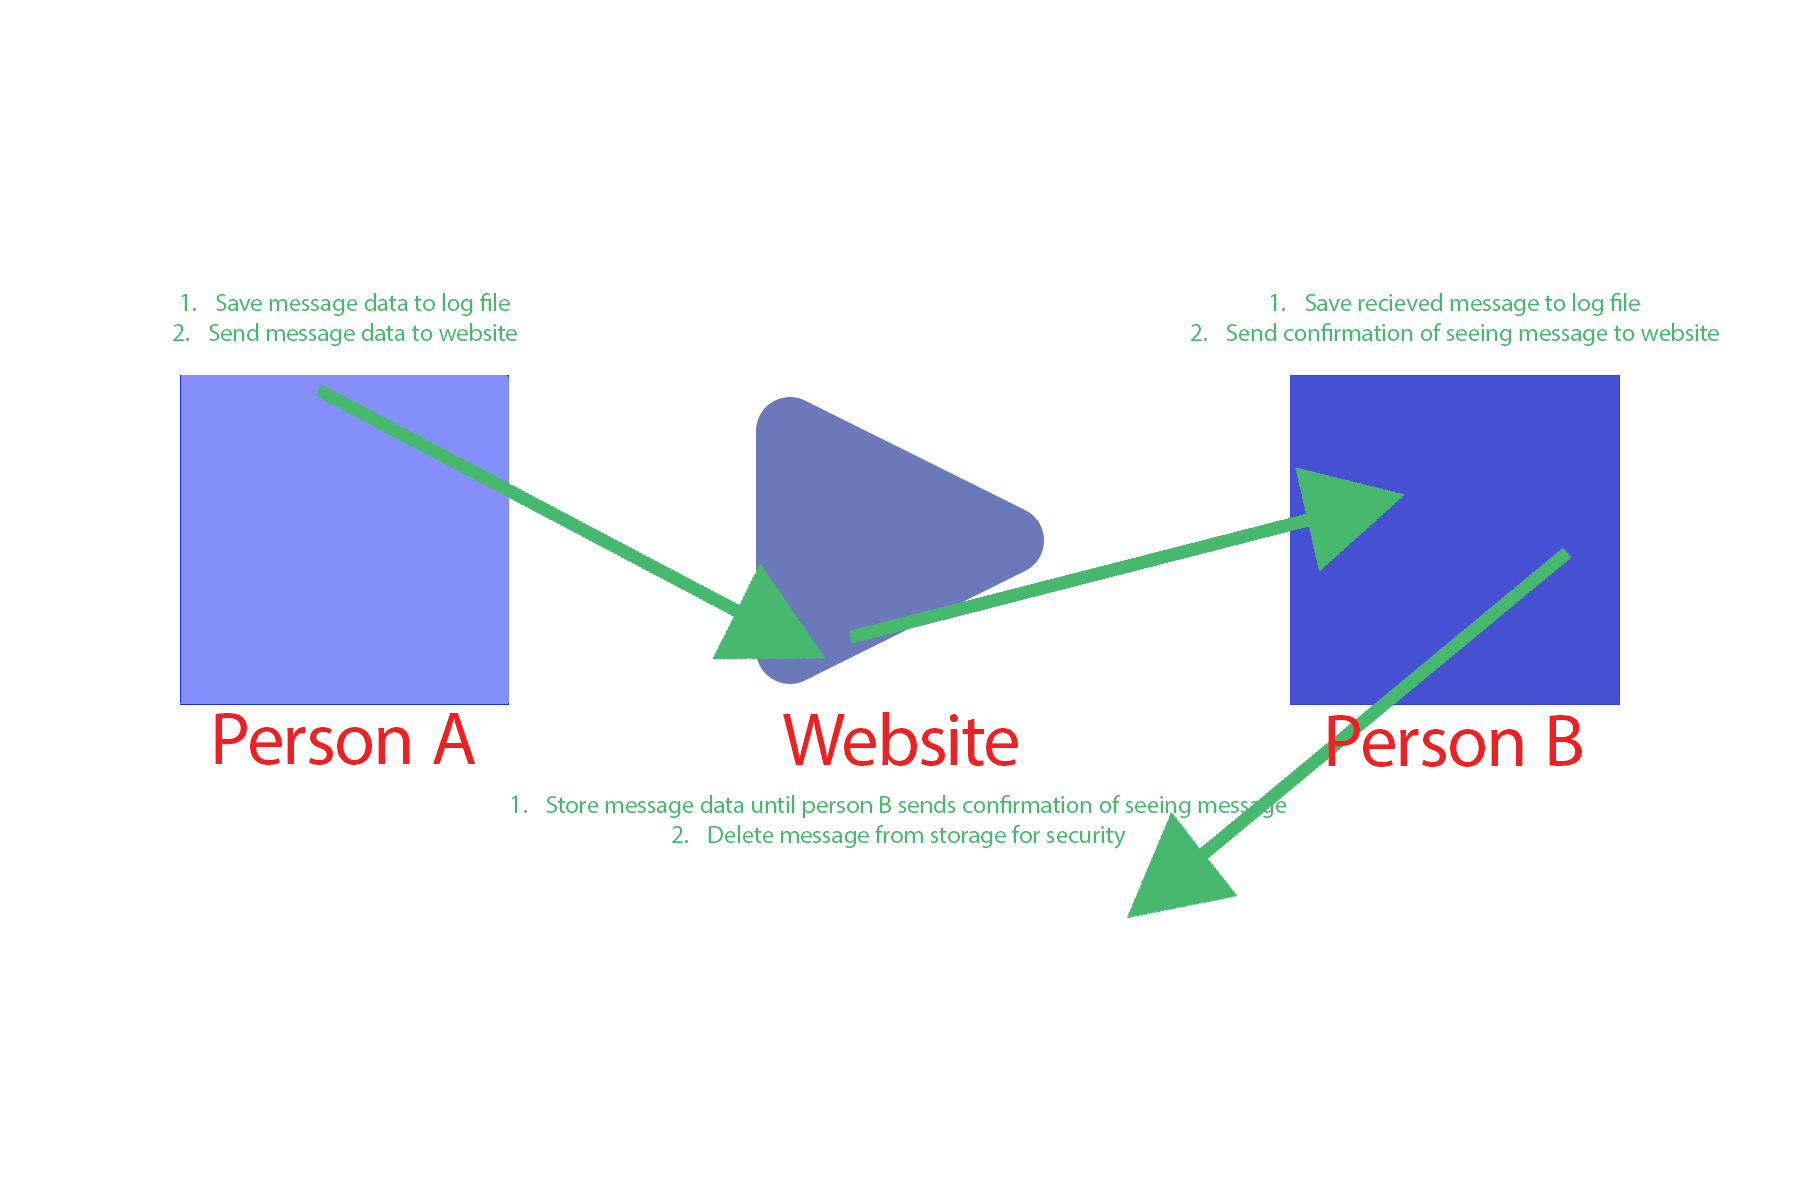 1. Save message data to log file
2. Send message data to website
1. Save recieved message to log file
2. Send confirmation of seeing message to website
Person A
Website
Person B
1. Store message data until person B sends confirmation of seeing message
2. Delete message from storage for security